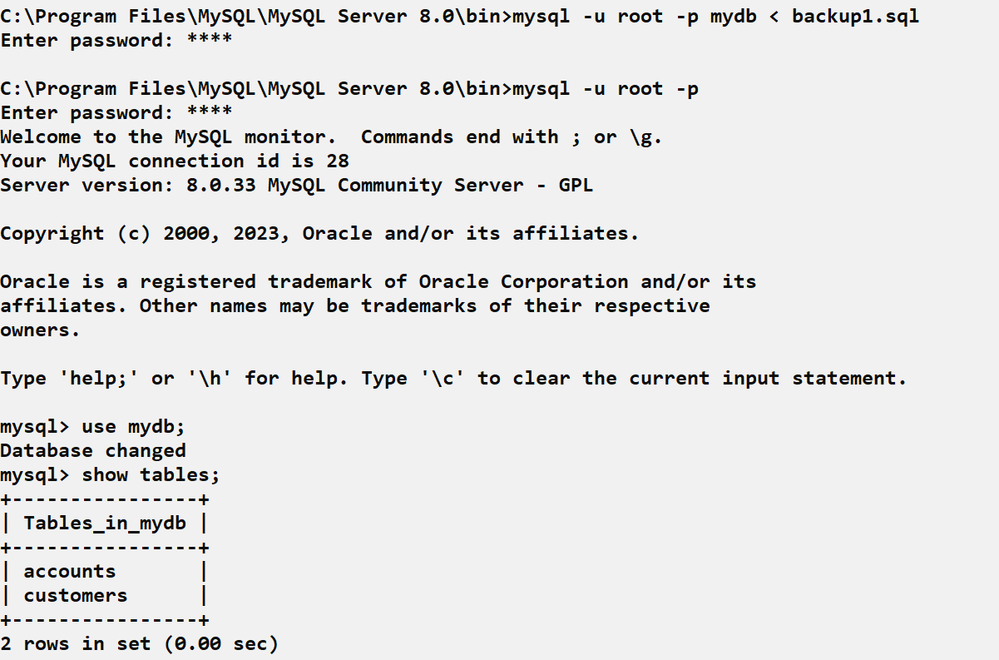 C:\Program Files\MySQL\MySQL Server 8.0\bin>mysql -u root -p mydb < backup1.sql
Enter password: ****
C:\Program Files\MySQL\MySQL Server 8.0\bin>mysql -u root -p
Enter password: ****
Welcome to the MySQL monitor.  Commands end with ; or \g.
Your MySQL connection id is 28
Server version: 8.0.33 MySQL Community Server - GPL
Copyright (c) 2000, 2023, Oracle and/or its affiliates.
Oracle is a registered trademark of Oracle Corporation and/or its
affiliates. Other names may be trademarks of their respective
owners.
Type 'help;' or '\h' for help. Type '\c' to clear the current input statement.
mysql> use mydb;
Database changed
mysql> show tables;
+----------------+
| Tables_in_mydb |
+----------------+
| accounts       |
| customers      |
+----------------+
2 rows in set (0.00 sec)